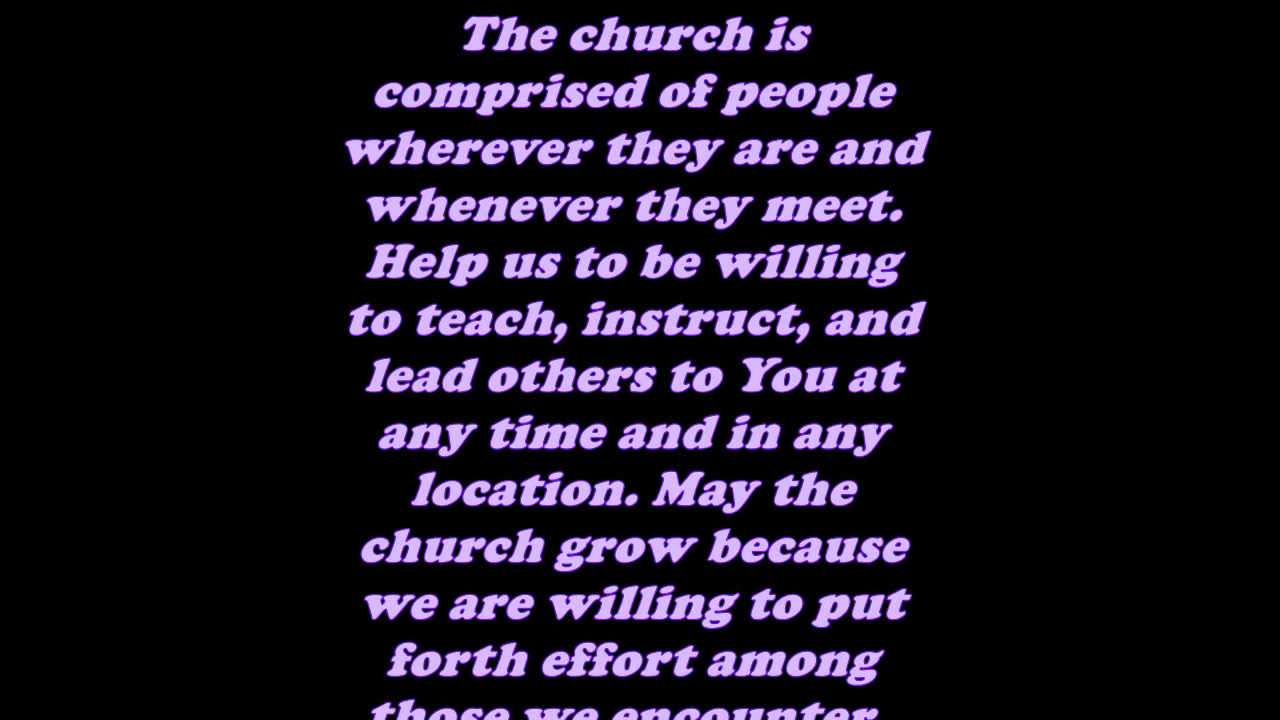 The church is
comprised of people
wherever they are and
whenever they meet.
Help us to be willing
to teach, instruct, and
lead others to You at
any time and in any
location. May the
church grow because
we are willing to put
forth effort among
those we encounter.